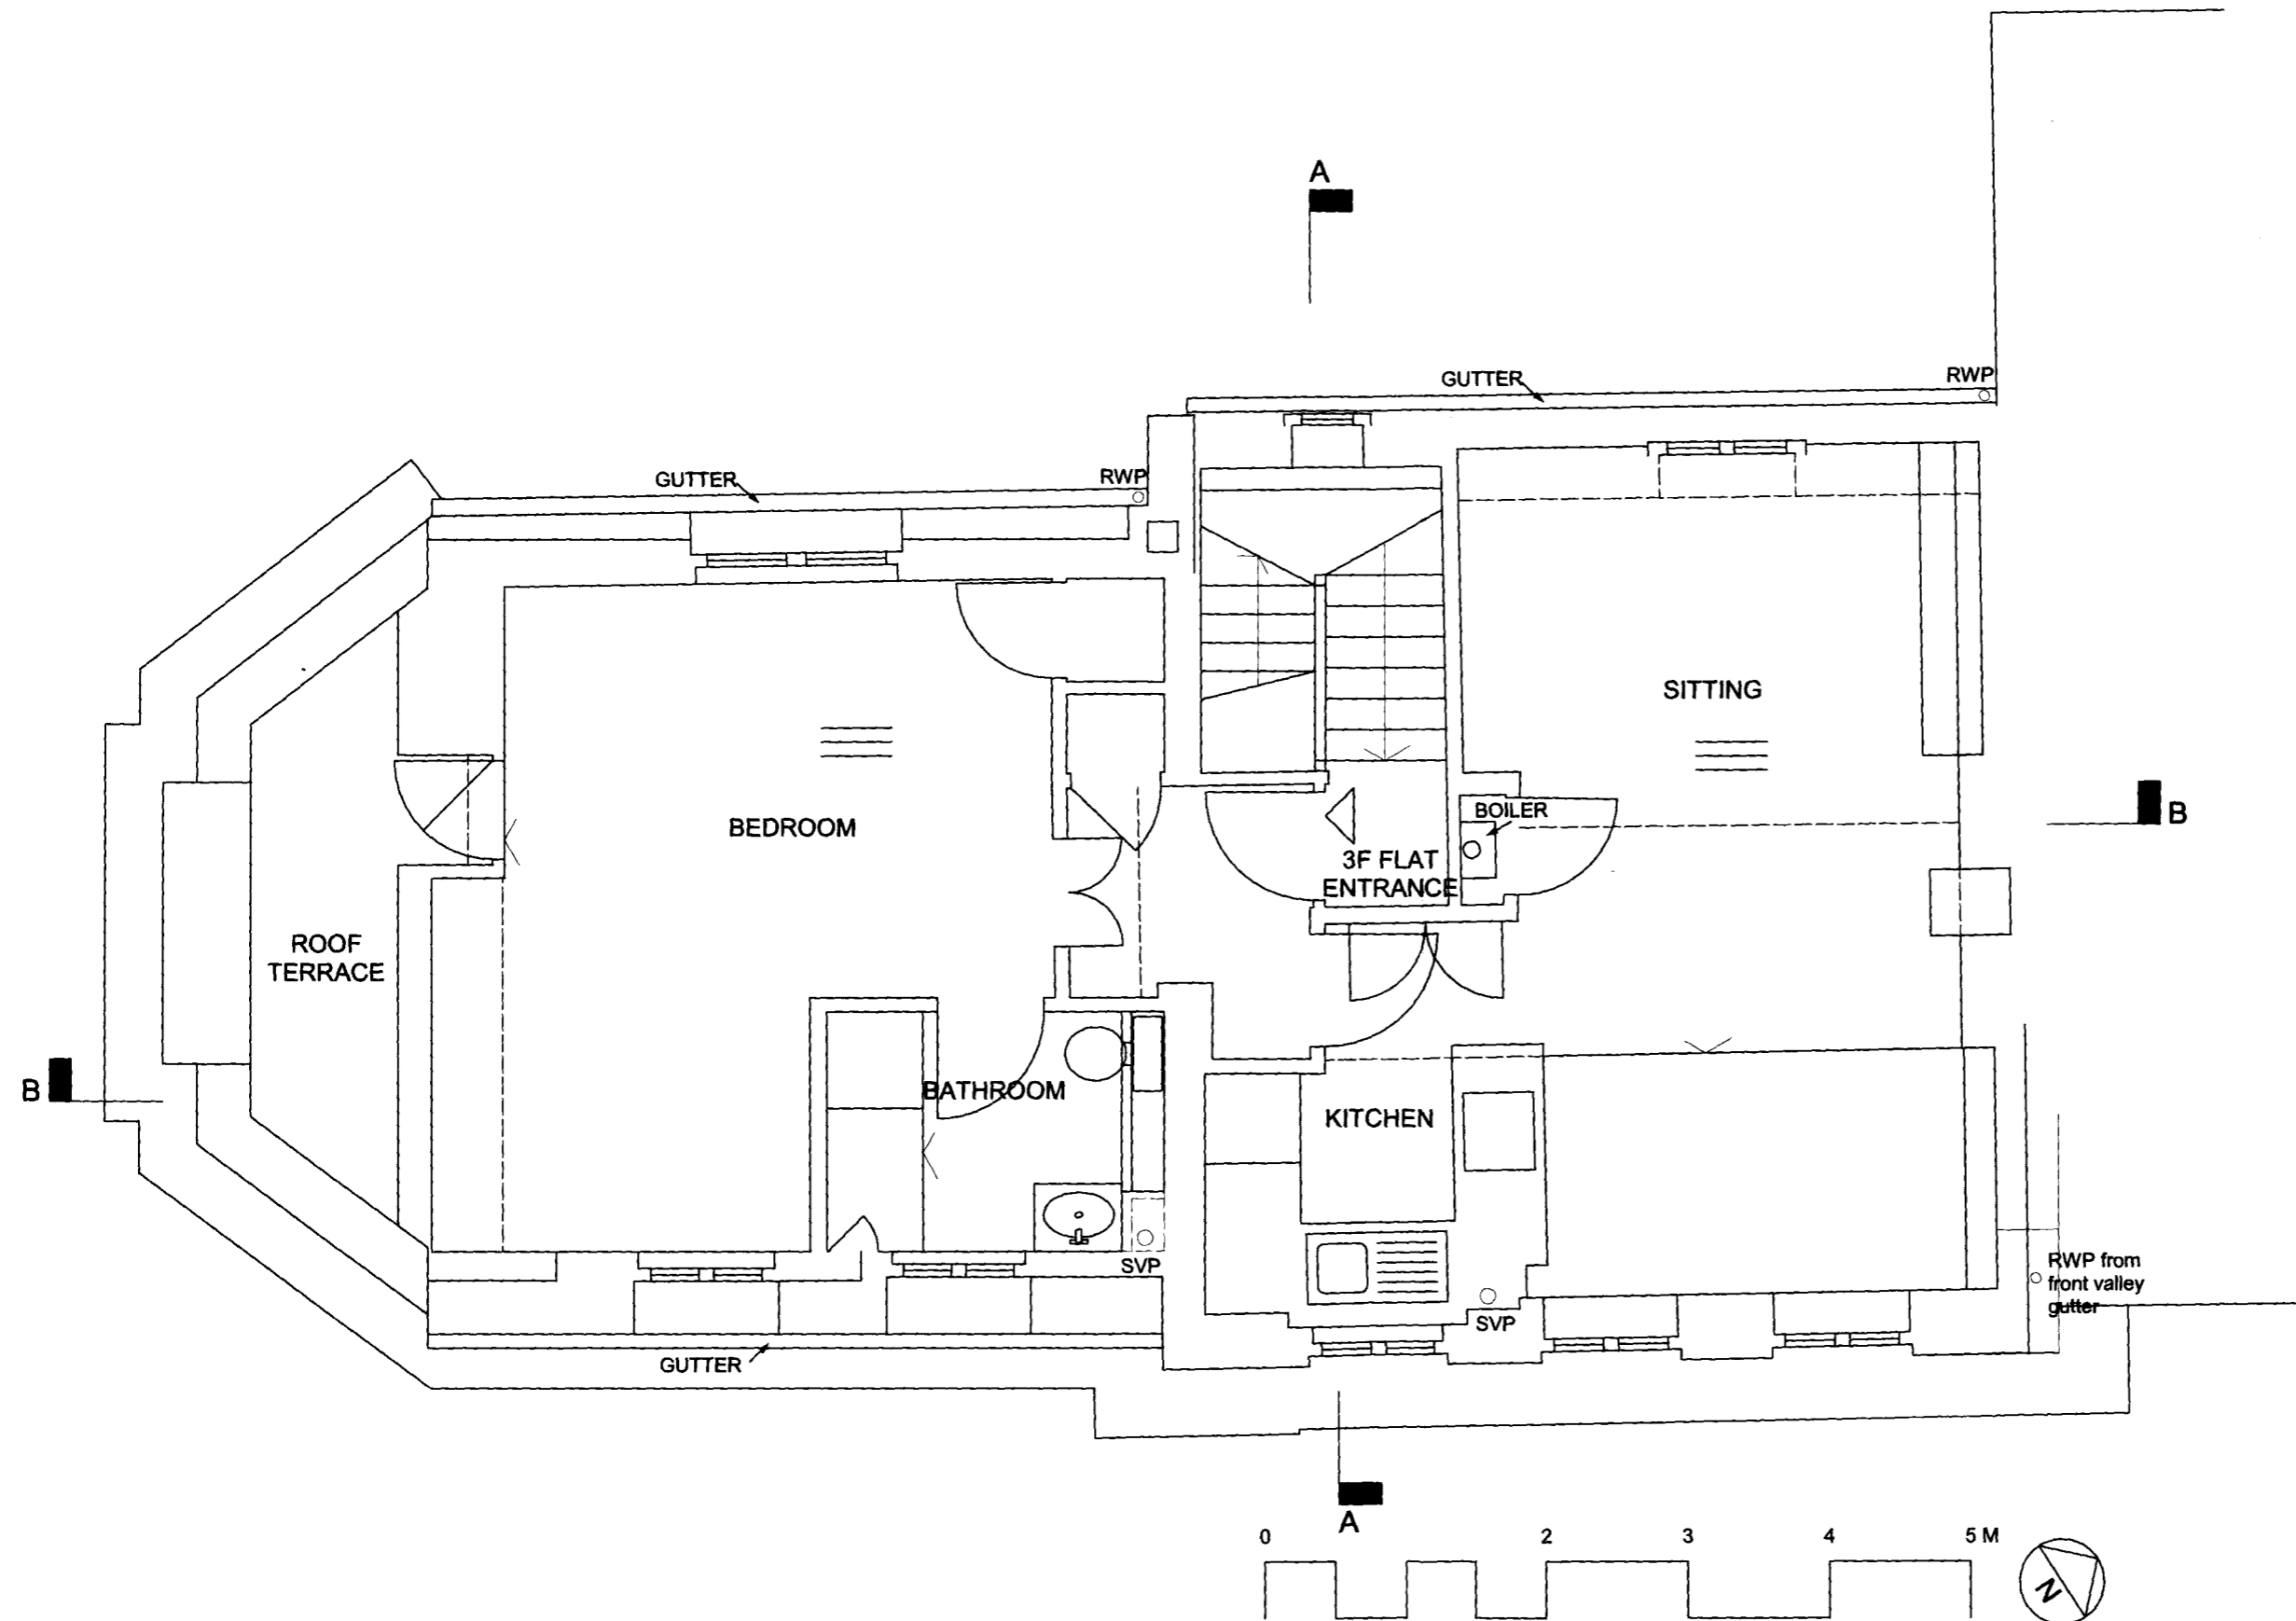 A
GUTTER
RWP
GUTTER
RWP
SITTING
BOILER
B
BEDROOM
3F FLAT
ENTRANCE
ROOF
TERRACE
B
BATHROOM
KITCHEN
SVP
RWP from
front valley
gutter
SVP
GUTTER
A
0 2 3 4 5 M
N